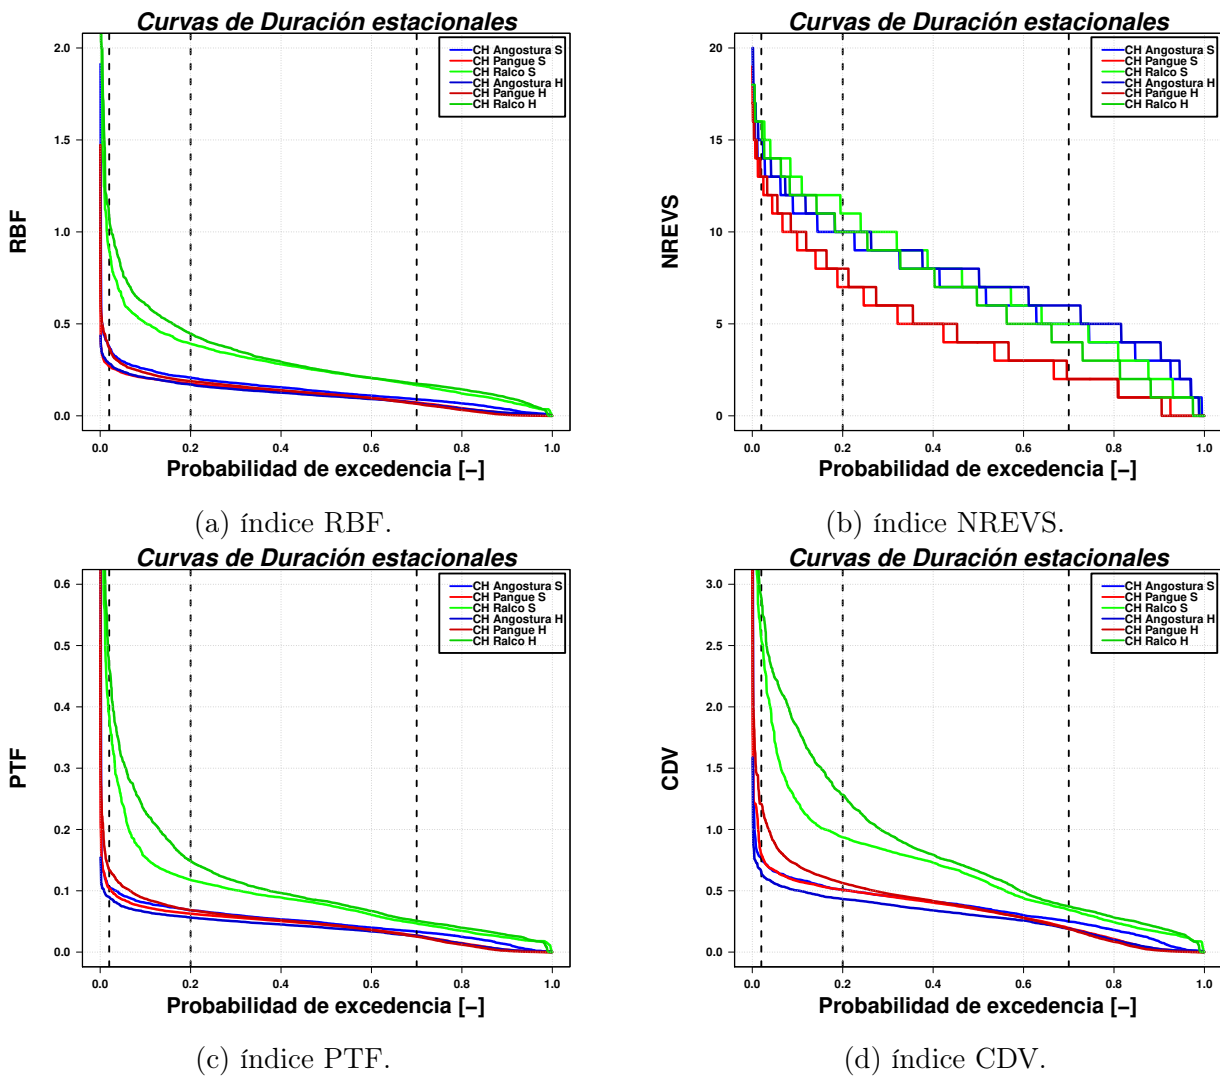 Curvas de Duración estacionales
CH Angostura S
CH Pangue S
CH Ralco S
CH Angostura H
CH Pangue H
CH Ralco H
2.0
1.5
1.0
0.5
0.0
RBF
0.0 0.2 0.4 0.6 0.8 1.0
Probabilidad de excedencia [−]
(a) índice RBF.
Curvas de Duración estacionales
CH Angostura S
CH Pangue S
CH Ralco S
CH Angostura H
CH Pangue H
CH Ralco H
20
15
10
5
0
NREVS
0.0 0.2 0.4 0.6 0.8 1.0
Probabilidad de excedencia [−]
(b) índice NREVS.
Curvas de Duración estacionales
CH Angostura S
CH Pangue S
CH Ralco S
CH Angostura H
CH Pangue H
CH Ralco H
0.6
0.5
0.4
0.3
0.2
0.1
0.0
PTF
0.0 0.2 0.4 0.6 0.8 1.0
Probabilidad de excedencia [−]
(c) índice PTF.
Curvas de Duración estacionales
CH Angostura S
CH Pangue S
CH Ralco S
CH Angostura H
CH Pangue H
CH Ralco H
3.0
2.5
2.0
1.5
1.0
0.5
0.0
CDV
0.0 0.2 0.4 0.6 0.8 1.0
Probabilidad de excedencia [−]
(d) índice CDV.